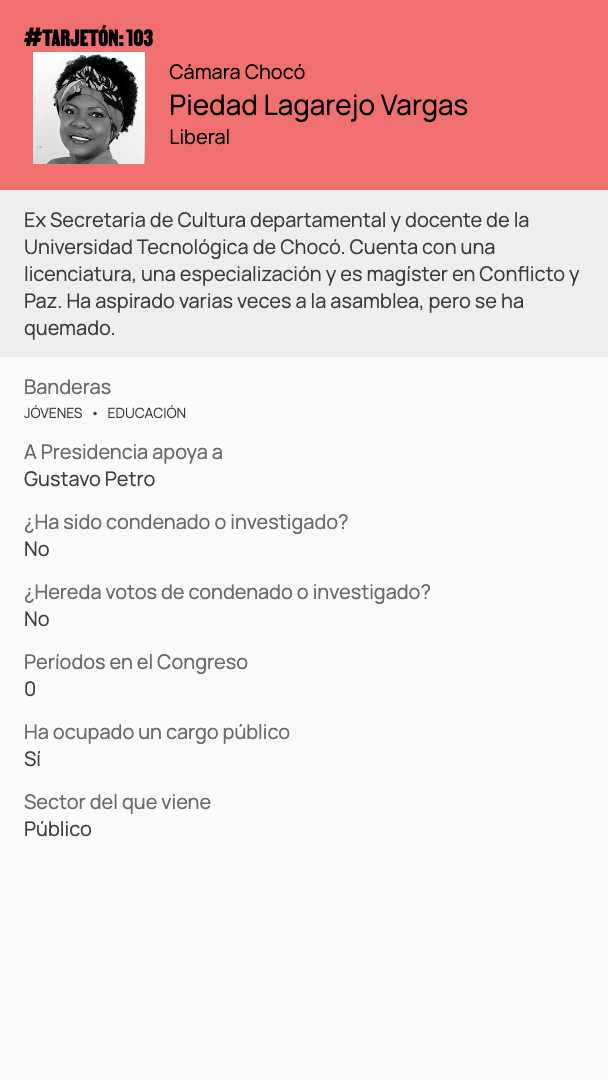 #TARJETÓN: 103
Cámara Chocó
Piedad Lagarejo Vargas
Liberal
Ex Secretaria de Cultura departamental y docente de la
Universidad Tecnológica de Chocó. Cuenta con una
licenciatura, una especialización y es magíster en Conflicto y
Paz. Ha aspirado varias veces a la asamblea, pero se ha
quemado.
Banderas
JÓVENES • EDUCACIÓN
A Presidencia apoya a
Gustavo Petro
¿Ha sido condenado o investigado?
No
¿Hereda votos de condenado o investigado?
No
Períodos en el Congreso
0
Ha ocupado un cargo público
Sí
Sector del que viene
Público